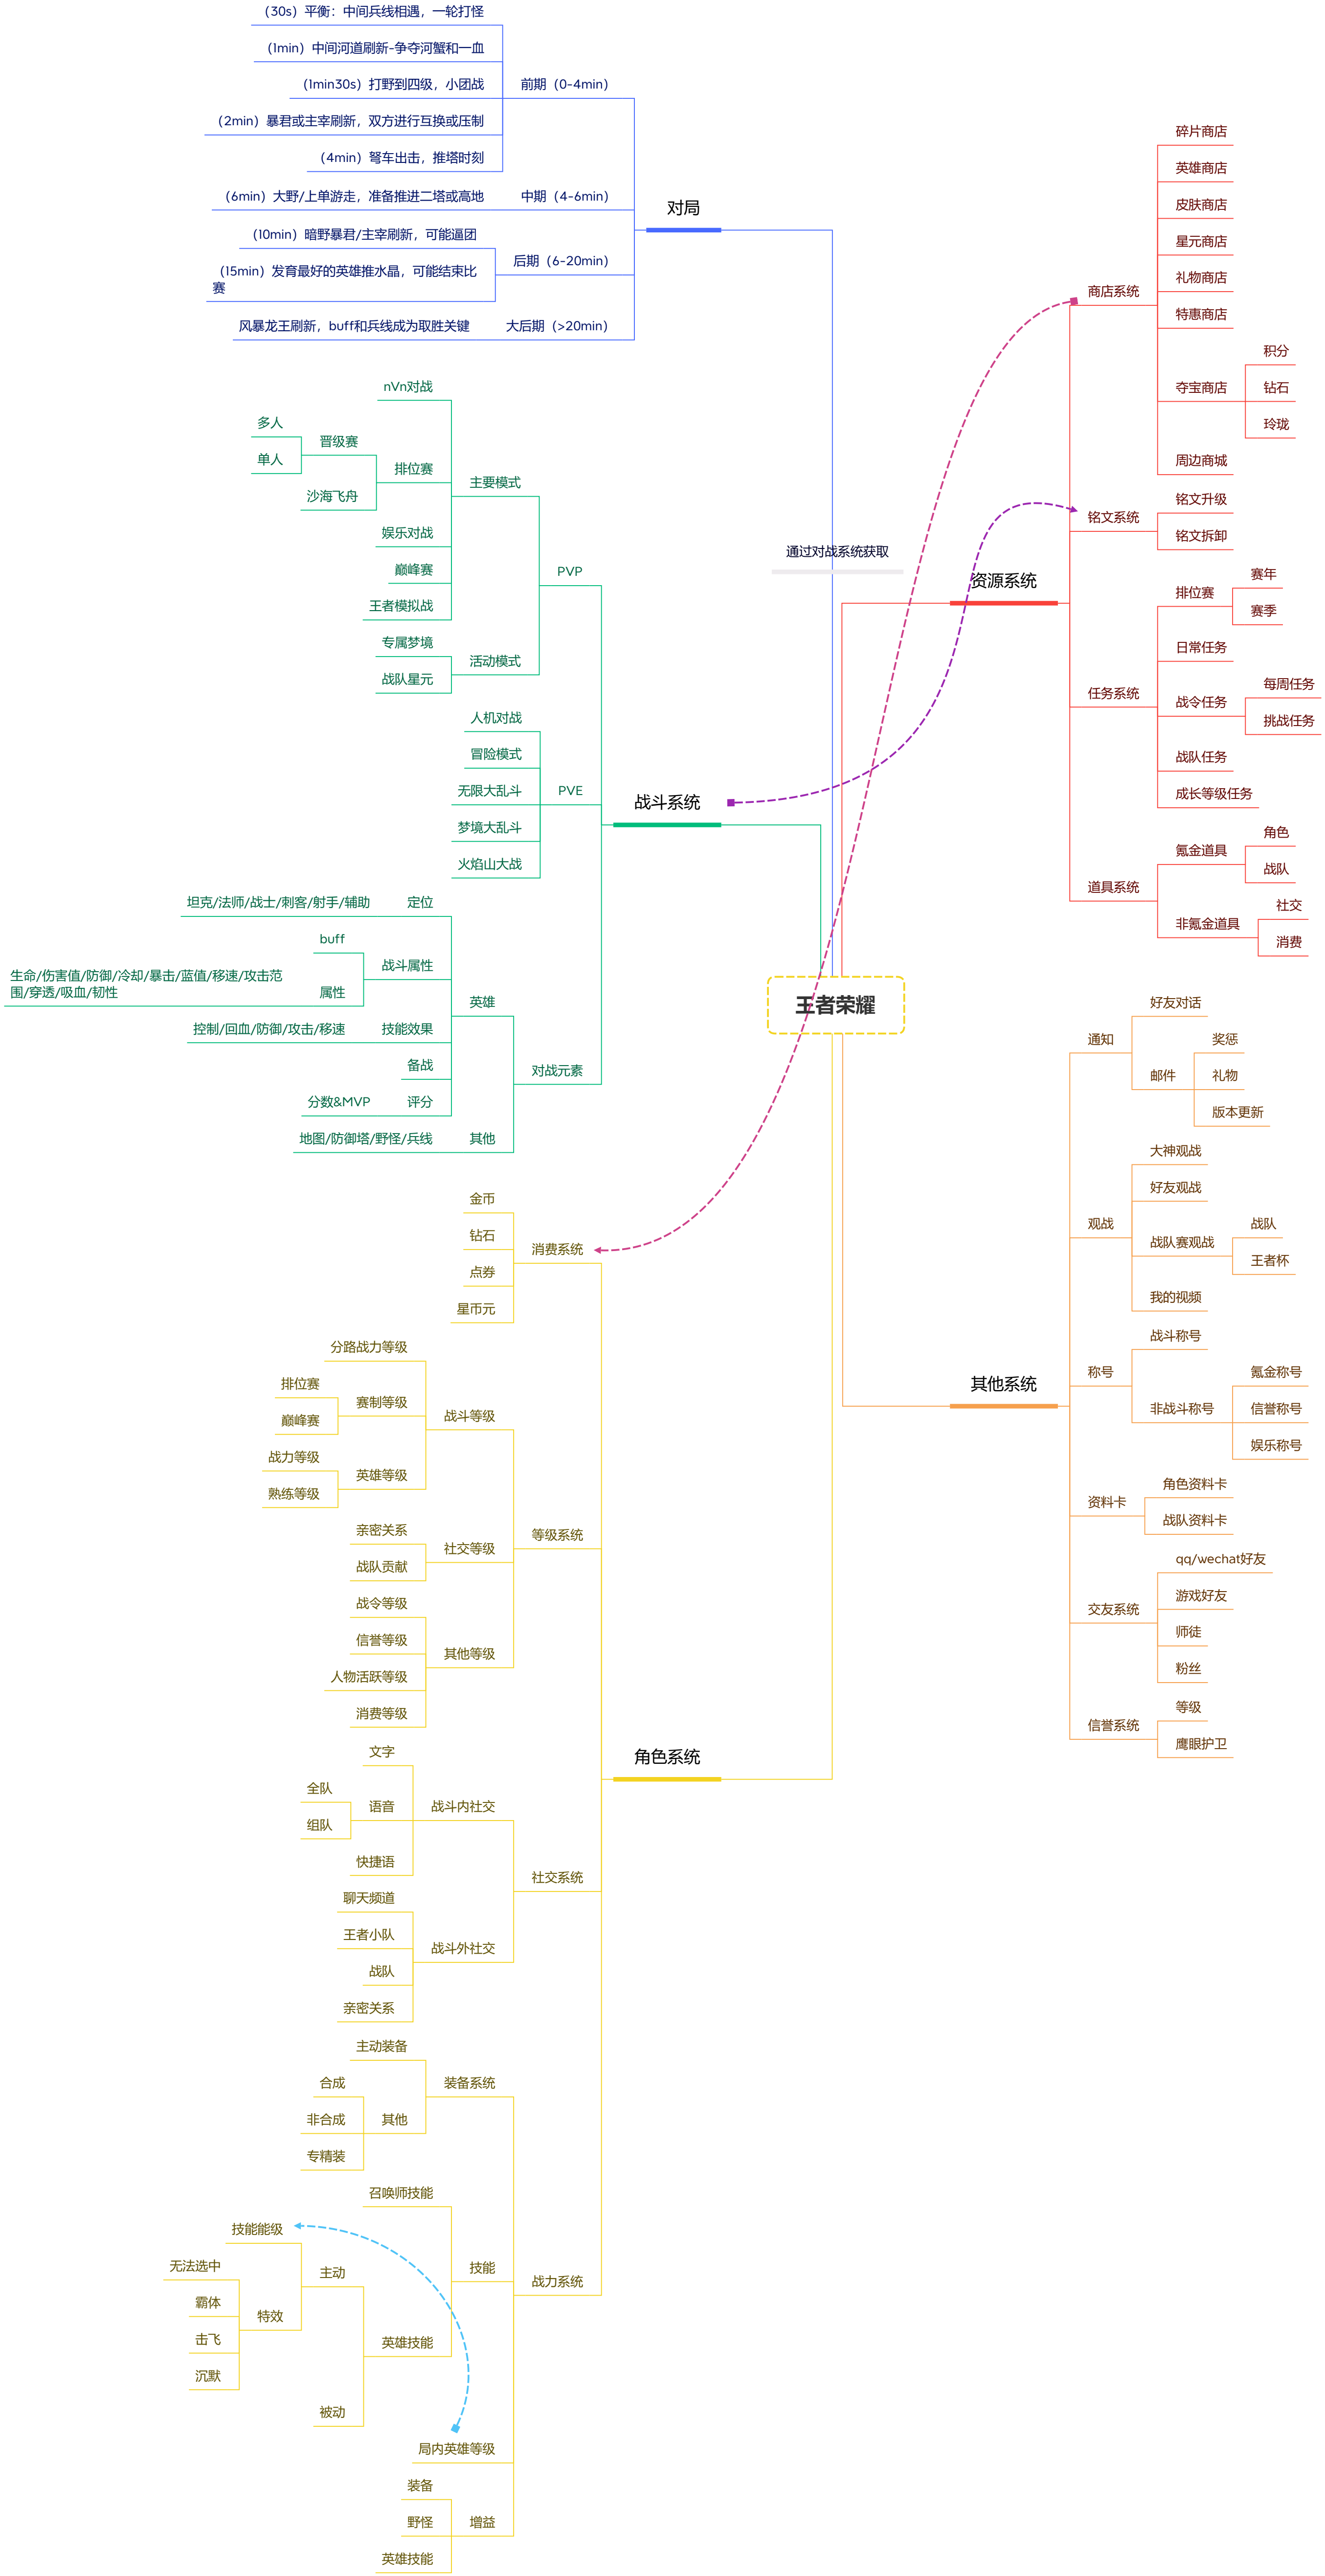 王者荣耀
对局
前期（0-4min）
（30s）平衡：中间兵线相遇，一轮打怪
（1min）中间河道刷新-争夺河蟹和一血
（1min30s）打野到四级，小团战
（2min）暴君或主宰刷新，双方进行互换或压制
（4min）弩车出击，推塔时刻
中期（4-6min）
（6min）大野/上单游走，准备推进二塔或高地
后期（6-20min）
（10min）暗野暴君/主宰刷新，可能逼团
（15min）发育最好的英雄推水晶，可能结束比
赛
大后期（>20min）
风暴龙王刷新，buff和兵线成为取胜关键
战斗系统
PVP
主要模式
nVn对战
排位赛
晋级赛
多人
单人
沙海飞舟
娱乐对战
巅峰赛
王者模拟战
活动模式
专属梦境
战队星元
PVE
人机对战
冒险模式
无限大乱斗
梦境大乱斗
火焰山大战
对战元素
英雄
定位
坦克/法师/战士/刺客/射手/辅助
战斗属性
buff
属性
生命/伤害值/防御/冷却/暴击/蓝值/移速/攻击范
围/穿透/吸血/韧性
技能效果
控制/回血/防御/攻击/移速
备战
评分
分数&MVP
其他
地图/防御塔/野怪/兵线
角色系统
消费系统
金币
钻石
点券
星币元
等级系统
战斗等级
分路战力等级
赛制等级
排位赛
巅峰赛
英雄等级
战力等级
熟练等级
社交等级
亲密关系
战队贡献
其他等级
战令等级
信誉等级
人物活跃等级
消费等级
社交系统
战斗内社交
文字
语音
全队
组队
快捷语
战斗外社交
聊天频道
王者小队
战队
亲密关系
战力系统
装备系统
主动装备
其他
合成
非合成
专精装
技能
召唤师技能
英雄技能
主动
技能能级
特效
无法选中
霸体
击飞
沉默
被动
局内英雄等级
增益
装备
野怪
英雄技能
通过对战系统获取
资源系统
商店系统
碎片商店
英雄商店
皮肤商店
星元商店
礼物商店
特惠商店
夺宝商店
积分
钻石
玲珑
周边商城
铭文系统
铭文升级
铭文拆卸
任务系统
排位赛
赛年
赛季
日常任务
战令任务
每周任务
挑战任务
战队任务
成长等级任务
道具系统
氪金道具
角色
战队
非氪金道具
社交
消费
其他系统
通知
好友对话
邮件
奖惩
礼物
版本更新
观战
大神观战
好友观战
战队赛观战
战队
王者杯
我的视频
称号
战斗称号
非战斗称号
氪金称号
信誉称号
娱乐称号
资料卡
角色资料卡
战队资料卡
交友系统
qq/wechat好友
游戏好友
师徒
粉丝
信誉系统
等级
鹰眼护卫